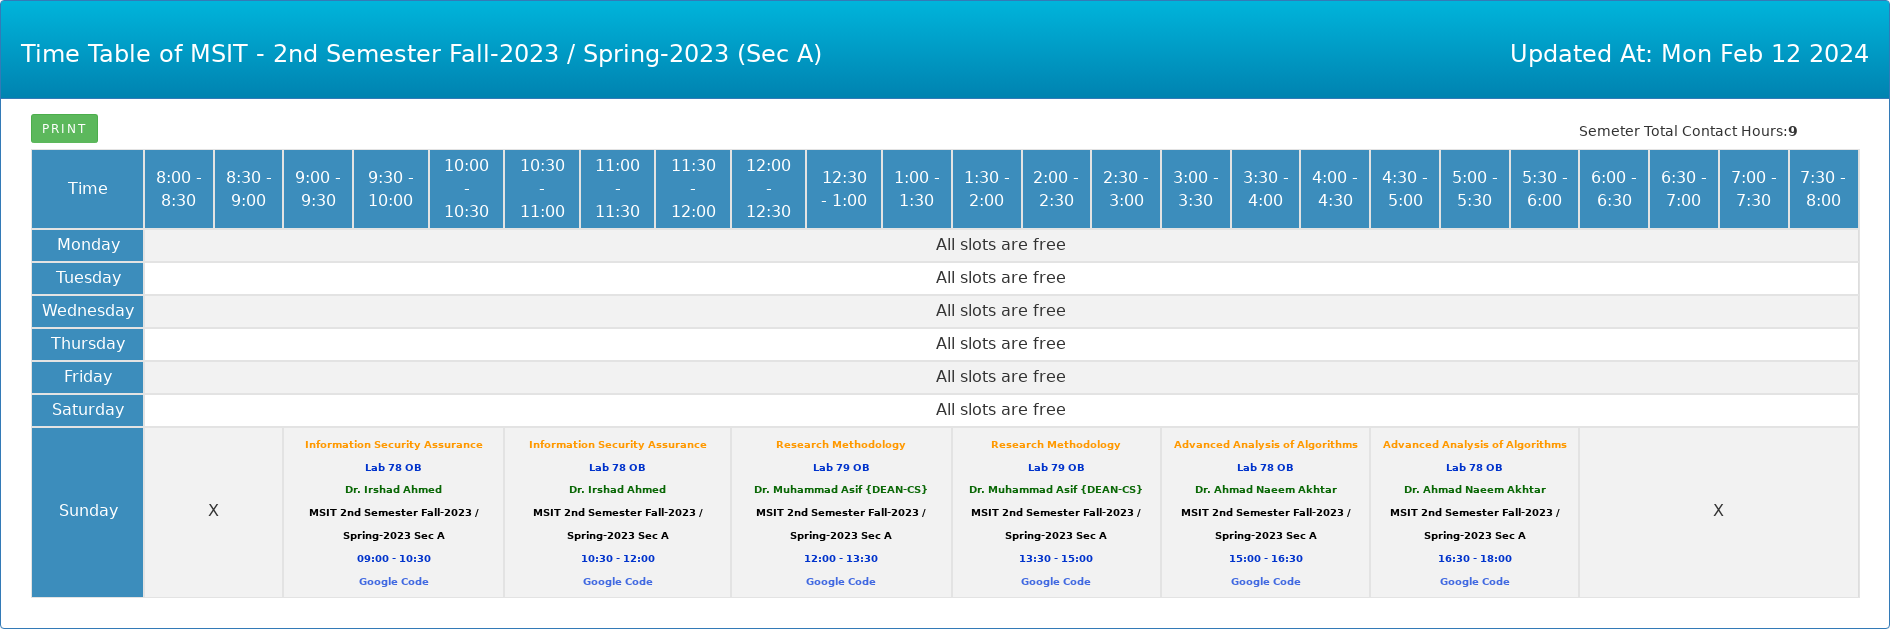 Time Table of MSIT - 2nd Semester Fall-2023 / Spring-2023 (Sec A)
Updated At: Mon Feb 12 2024
PRINT
Semeter Total Contact Hours:9
Time
8:00 -
8:30
8:30 -
9:00
9:00 -
9:30
9:30 -
10:00
10:00
-
10:30
10:30
-
11:00
11:00
-
11:30
11:30
-
12:00
12:00
-
12:30
12:30
- 1:00
1:00 -
1:30
1:30 -
2:00
2:00 -
2:30
2:30 -
3:00
3:00 -
3:30
3:30 -
4:00
4:00 -
4:30
4:30 -
5:00
5:00 -
5:30
5:30 -
6:00
6:00 -
6:30
6:30 -
7:00
7:00 -
7:30
7:30 -
8:00
Monday
All slots are free
Tuesday
All slots are free
Wednesday
All slots are free
Thursday
All slots are free
Friday
All slots are free
Saturday
All slots are free
Sunday
X
Information Security Assurance
Lab 78 OB
Dr. Irshad Ahmed
MSIT 2nd Semester Fall-2023 /
Spring-2023 Sec A
09:00 - 10:30
Google Code
Information Security Assurance
Lab 78 OB
Dr. Irshad Ahmed
MSIT 2nd Semester Fall-2023 /
Spring-2023 Sec A
10:30 - 12:00
Google Code
Research Methodology
Lab 79 OB
Dr. Muhammad Asif {DEAN-CS}
MSIT 2nd Semester Fall-2023 /
Spring-2023 Sec A
12:00 - 13:30
Google Code
Research Methodology
Lab 79 OB
Dr. Muhammad Asif {DEAN-CS}
MSIT 2nd Semester Fall-2023 /
Spring-2023 Sec A
13:30 - 15:00
Google Code
Advanced Analysis of Algorithms
Lab 78 OB
Dr. Ahmad Naeem Akhtar
MSIT 2nd Semester Fall-2023 /
Spring-2023 Sec A
15:00 - 16:30
Google Code
Advanced Analysis of Algorithms
Lab 78 OB
Dr. Ahmad Naeem Akhtar
MSIT 2nd Semester Fall-2023 /
Spring-2023 Sec A
16:30 - 18:00
Google Code
X